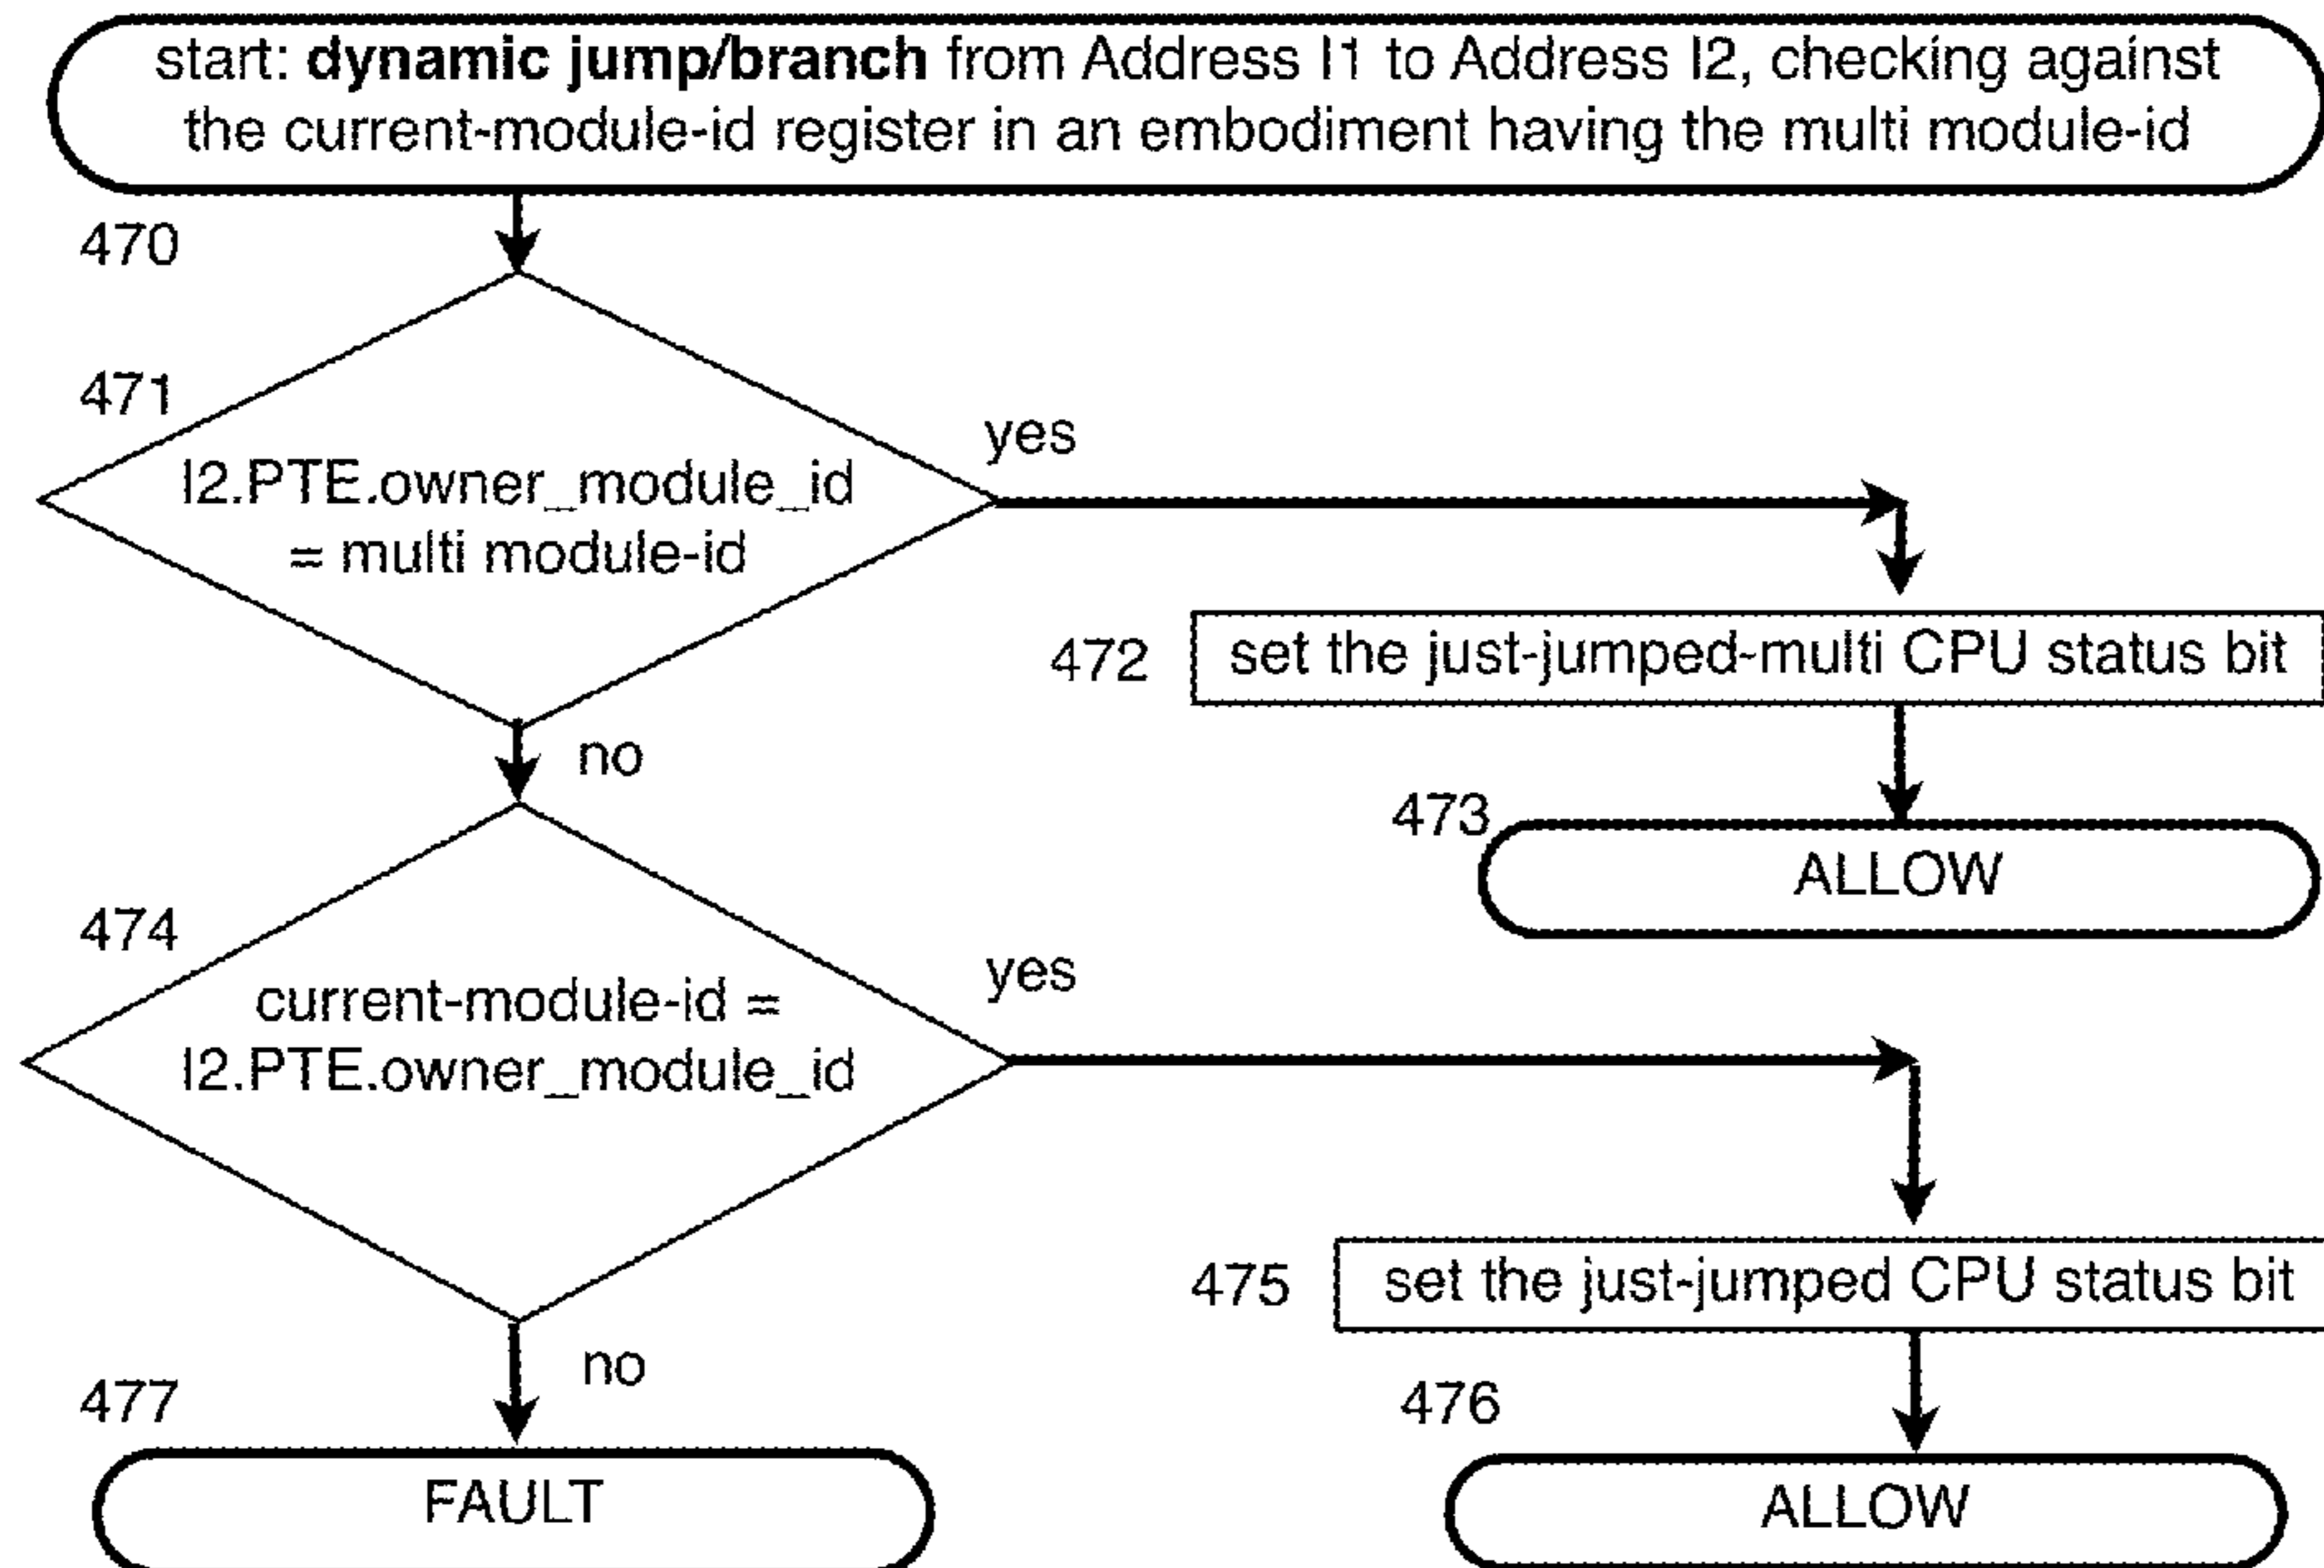 start: dynamic jump/branch from Address I1 to Address I2, checking against
the current-module-id register in an embodiment having the multi module-id
470
471
I2.PTE.owner_module_id
= multi module-id
yes
472
set the just-jumped-multi CPU status bit
no
473
ALLOW
474
current-module-id =
I2.PTE.owner_module_id
yes
475
set the just-jumped CPU status bit
no
476
ALLOW
477
FAULT